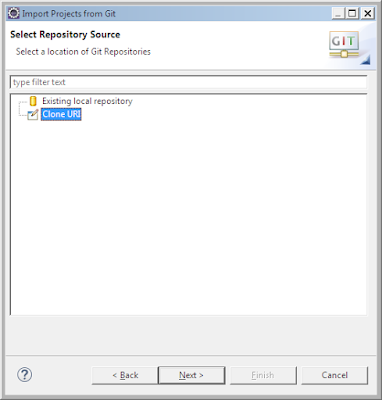 Import Projects from Git
Select Repository Source
Select a location of Git Repositories
GIT
type filter text
Existing local repository
Clone URI
?
< Back
Next >
Finish
Cancel